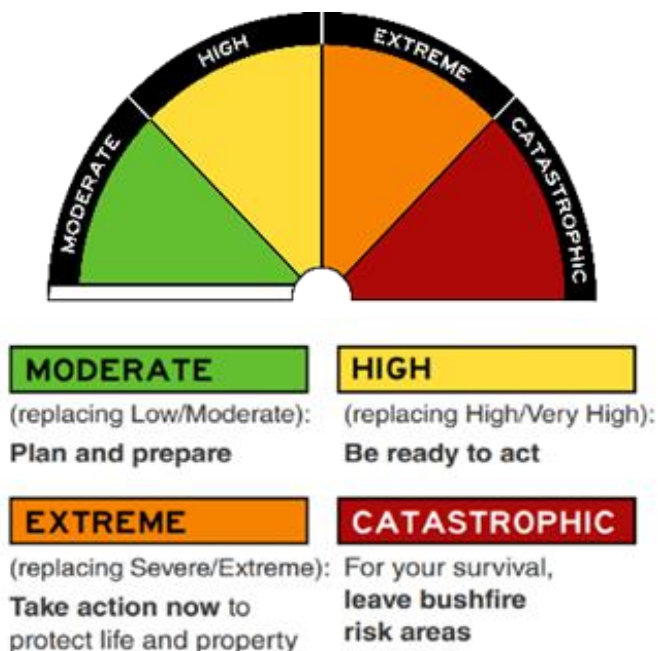 MODERATE
HIGH
EXTREME
CATASTROPHIC
MODERATE
(replacing Low/Moderate):
Plan and prepare
HIGH
(replacing High/Very High):
Be ready to act
EXTREME
(replacing Severe/Extreme):
Take action now to
protect life and property
CATASTROPHIC
For your survival,
leave bushfire
risk areas